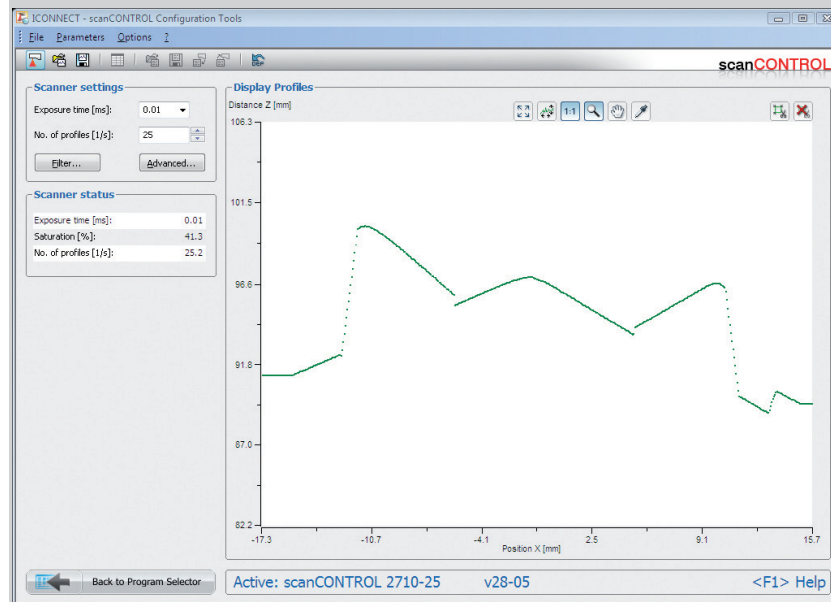 ICONNECT - scanCONTROL Configuration Tools
File Parameters Options ?
scanCONTROL
Scanner settings
Exposure time [ms]: 0.01
No. of profiles [1/s]: 25
Filter... Advanced...
Scanner status
Exposure time [ms]: 0.01
Saturation [%]: 41.3
No. of profiles [1/s]: 25.2
Display Profiles
Distance Z [mm]
1:1
106.3
101.5
96.6
91.8
87.0
82.2
-17.3 -10.7 -4.1 2.5 9.1 15.7
Position X [mm]
Back to Program Selector
Active: scanCONTROL 2710-25 v28-05 <F1> Help